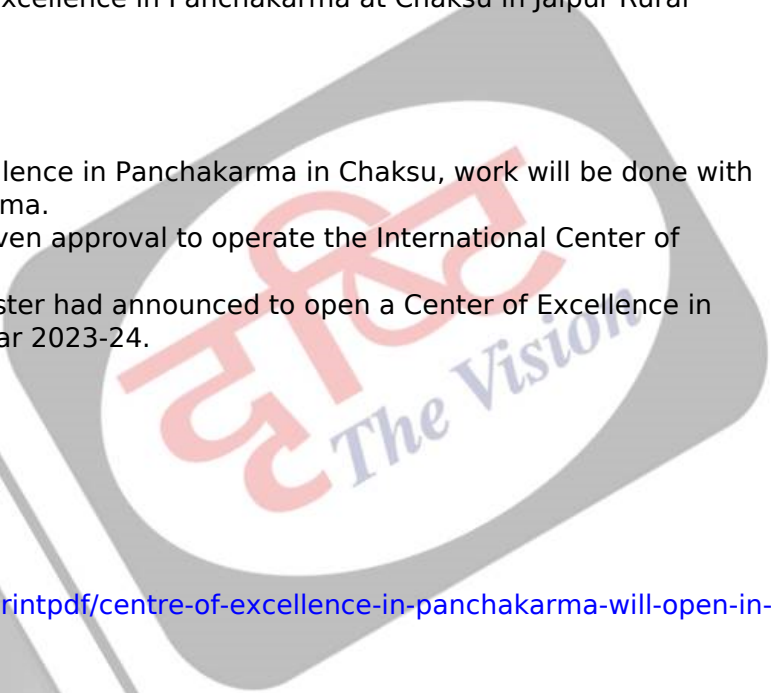 xcellence in Panchakarma at Chaksu in Jaipur Rural
llence in Panchakarma in Chaksu, work will be done with
ma.
ven approval to operate the International Center of
ster had announced to open a Center of Excellence in
ar 2023-24.
दृष्टि
The Vision
rintpdf/centre-of-excellence-in-panchakarma-will-open-in-